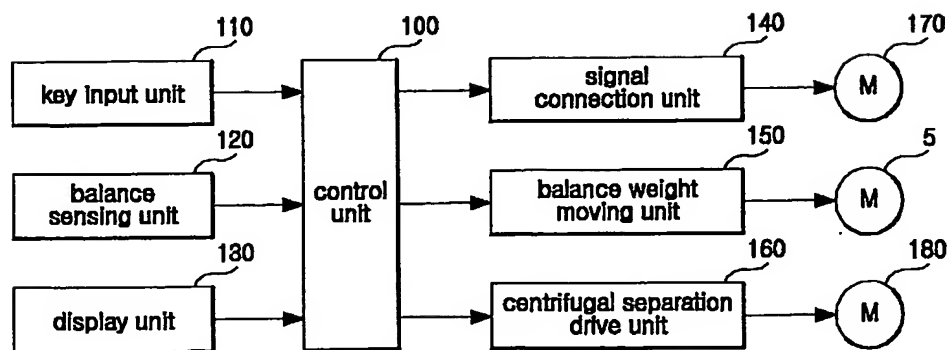 110
100
140
170
key input unit
signal
connection unit
M
120
150
5
balance
sensing unit
control
unit
balance weight
moving unit
M
130
160
180
display unit
centrifugal separation
drive unit
M